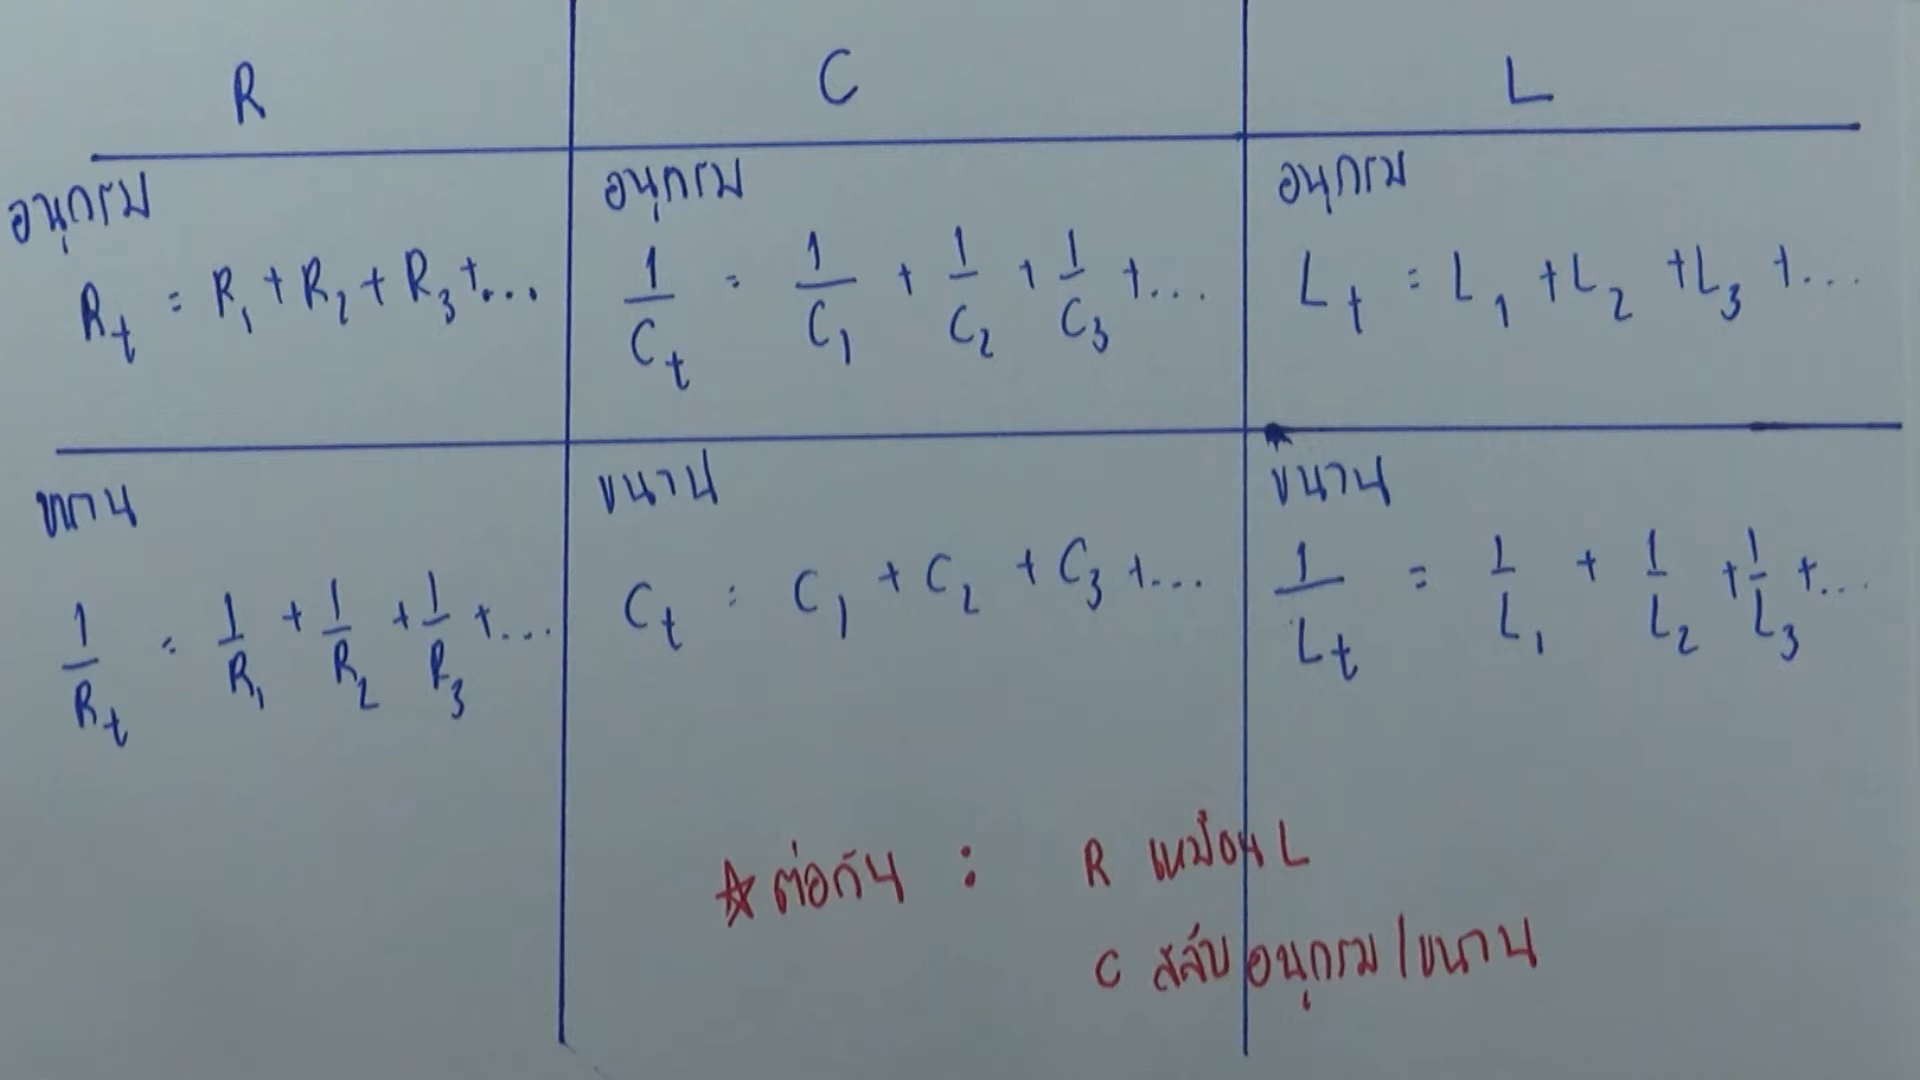 R
C
L
อนุกรม
Rt = R1 + R2 + R3 + ...
อนุกรม
1/Ct = 1/C1 + 1/C2 + 1/C3 + ...
อนุกรม
Lt = L1 + L2 + L3 + ...
ขนาน
1/Rt = 1/R1 + 1/R2 + 1/R3 + ...
ขนาน
Ct = C1 + C2 + C3 + ...
ขนาน
1/Lt = 1/L1 + 1/L2 + 1/L3 + ...
☆ ต่อกัน : R เหมือน L
C สลับ อนุกรม / ขนาน